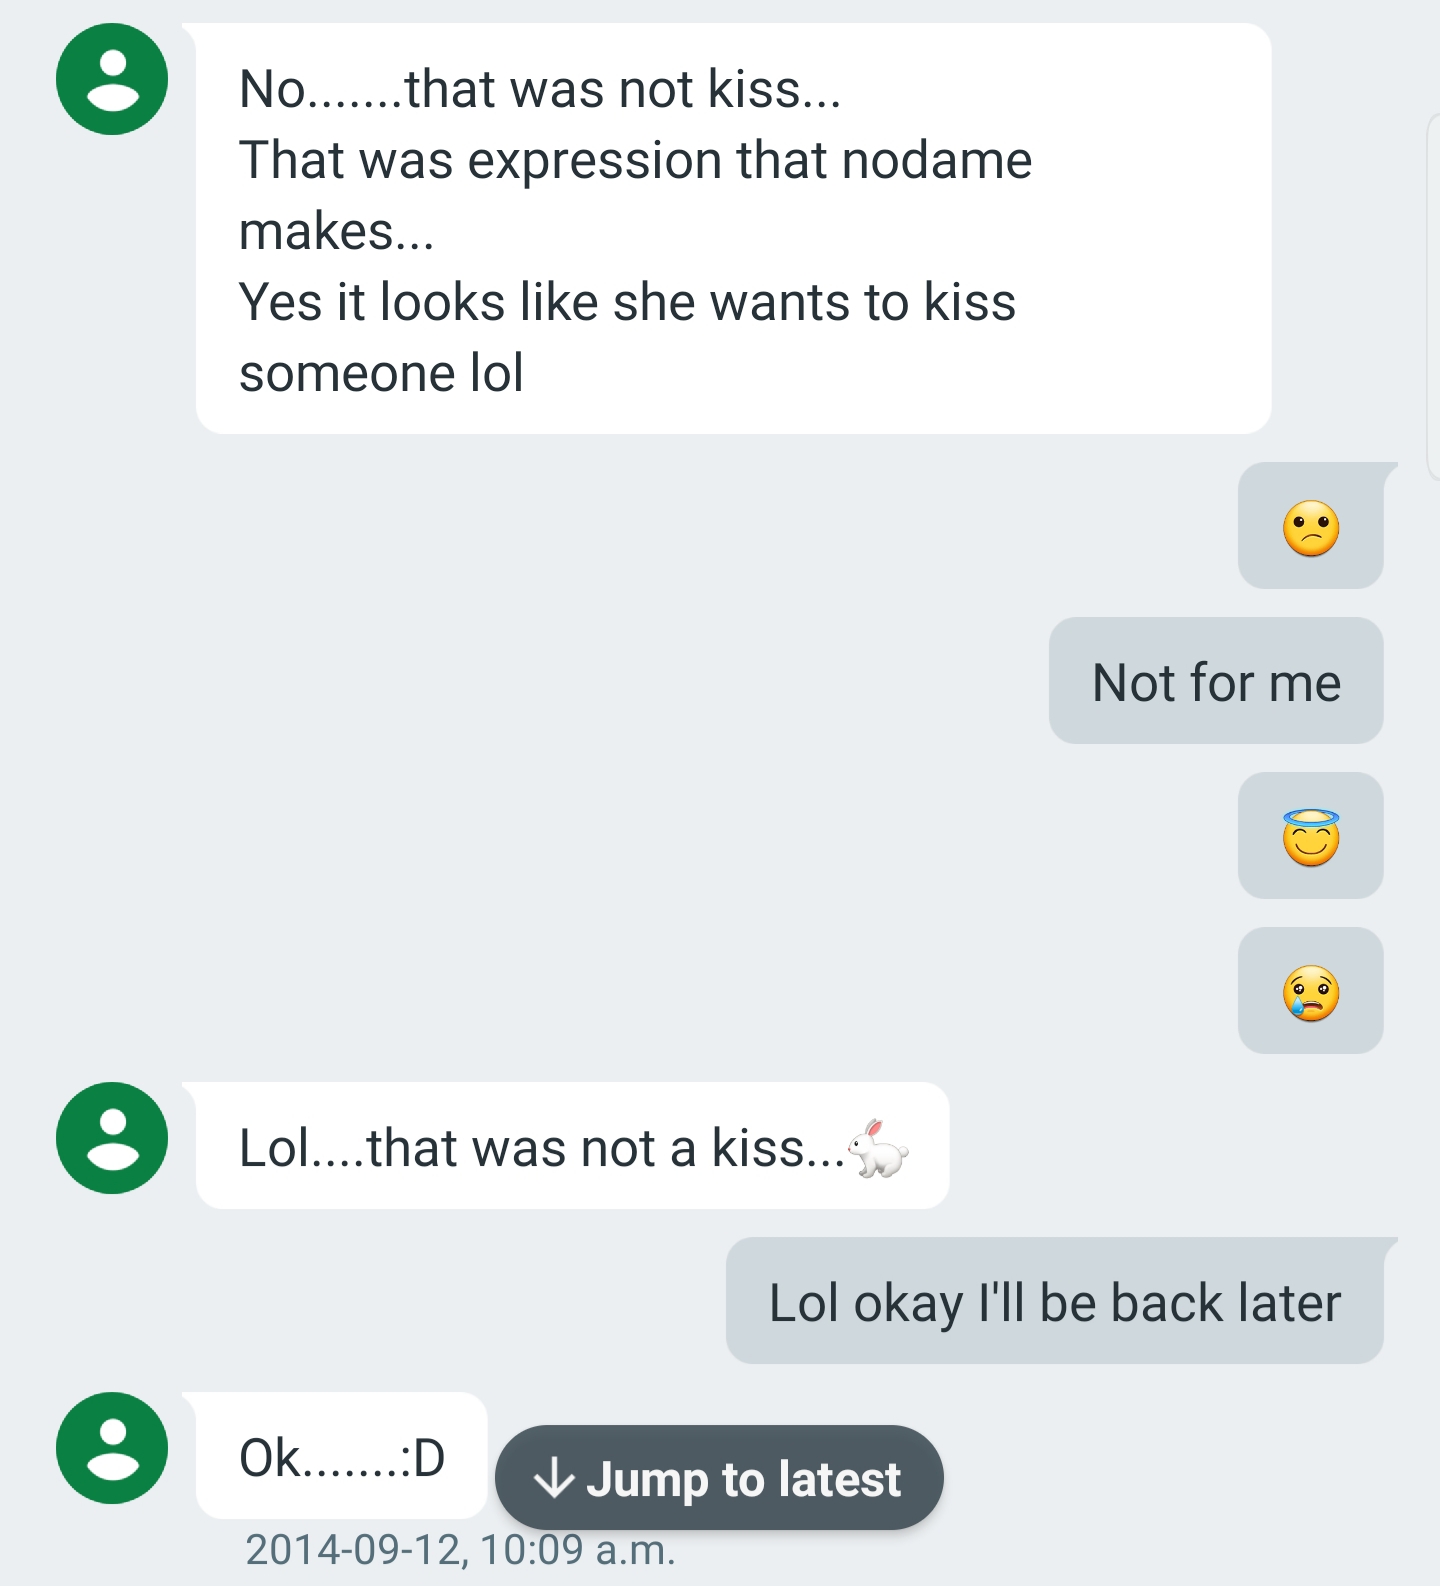 No.......that was not kiss...
That was expression that nodame
makes...
Yes it looks like she wants to kiss
someone lol
😕
Not for me
😇
😢
Lol....that was not a kiss...🐇
Lol okay I'll be back later
Ok.......:D
↓ Jump to latest
2014-09-12, 10:09 a.m.